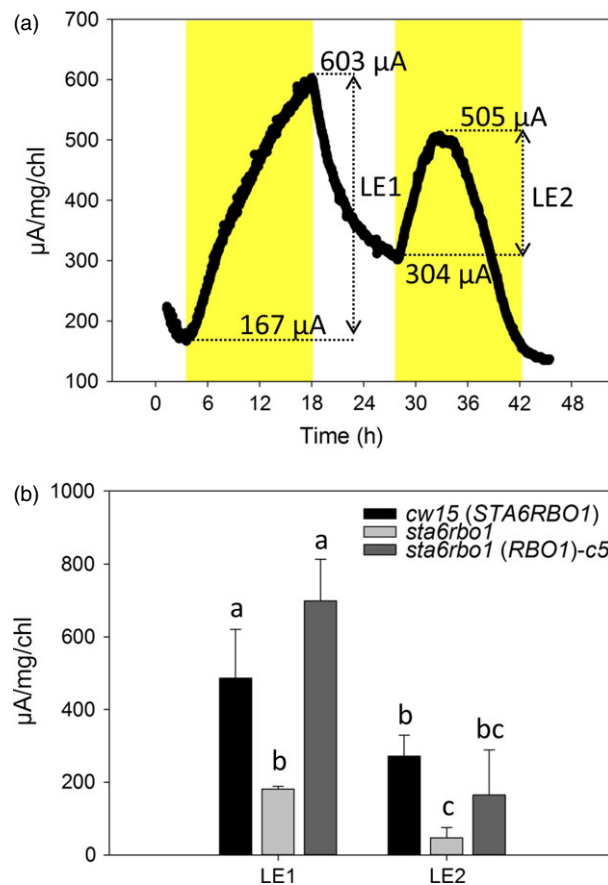 (a)
700
600
500
400
300
200
100
µA/mg/chl
603 µA
LE1
167 µA
505 µA
LE2
304 µA
0 6 12 18 24 30 36 42 48
Time (h)
(b)
1000
800
600
400
200
0
µA/mg/chl
cw15 (STA6RBO1)
sta6rbo1
sta6rbo1 (RBO1)-c5
a
b
a
b
c
bc
LE1 LE2